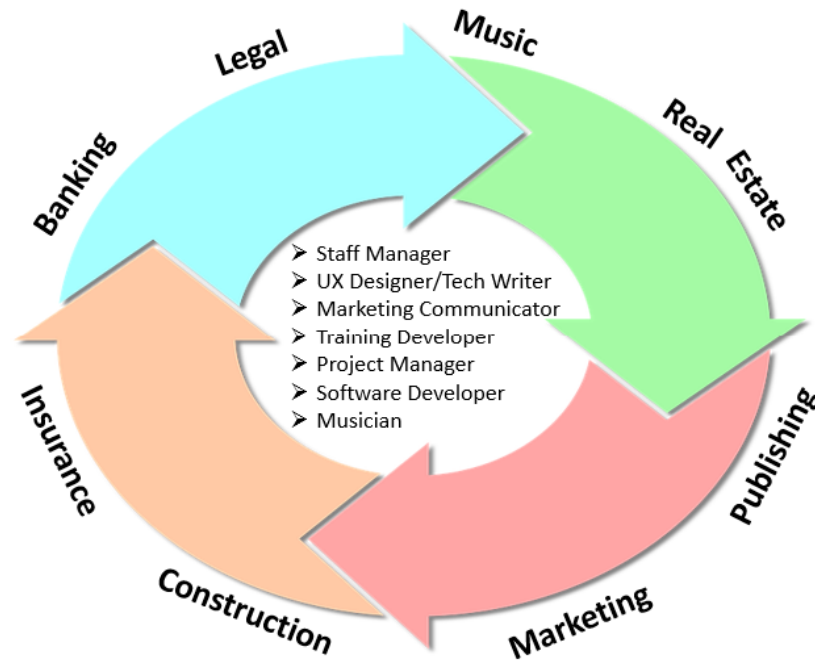 Music
Legal
Real Estate
Banking
➢ Staff Manager
➢ UX Designer/Tech Writer
➢ Marketing Communicator
➢ Training Developer
➢ Project Manager
➢ Software Developer
➢ Musician
Insurance
Publishing
Construction
Marketing